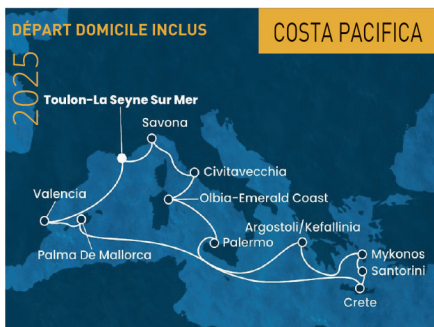 DÉPART DOMICILE INCLUS
COSTA PACIFICA
2025
Toulon-La Seyne Sur Mer
Savona
Civitavecchia
Valencia
Olbia-Emerald Coast
Argostoli/Kefallinia
Palermo
Palma De Mallorca
Mykonos
Santorini
Crete